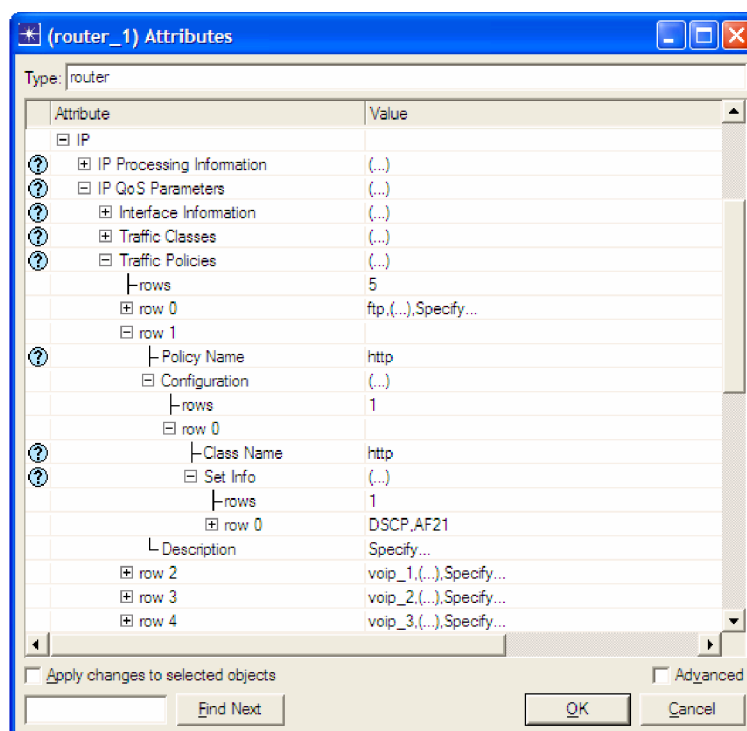 (router_1) Attributes
Type: router
Attribute Value
IP
IP Processing Information (...)
IP QoS Parameters (...)
Interface Information (...)
Traffic Classes (...)
Traffic Policies (...)
rows 5
row 0 ftp,(...),Specify...
row 1
Policy Name http
Configuration (...)
rows 1
row 0
Class Name http
Set Info (...)
rows 1
row 0 DSCP,AF21
Description Specify...
row 2 voip_1,(...),Specify...
row 3 voip_2,(...),Specify...
row 4 voip_3,(...),Specify...
Apply changes to selected objects Advanced
Find Next OK Cancel